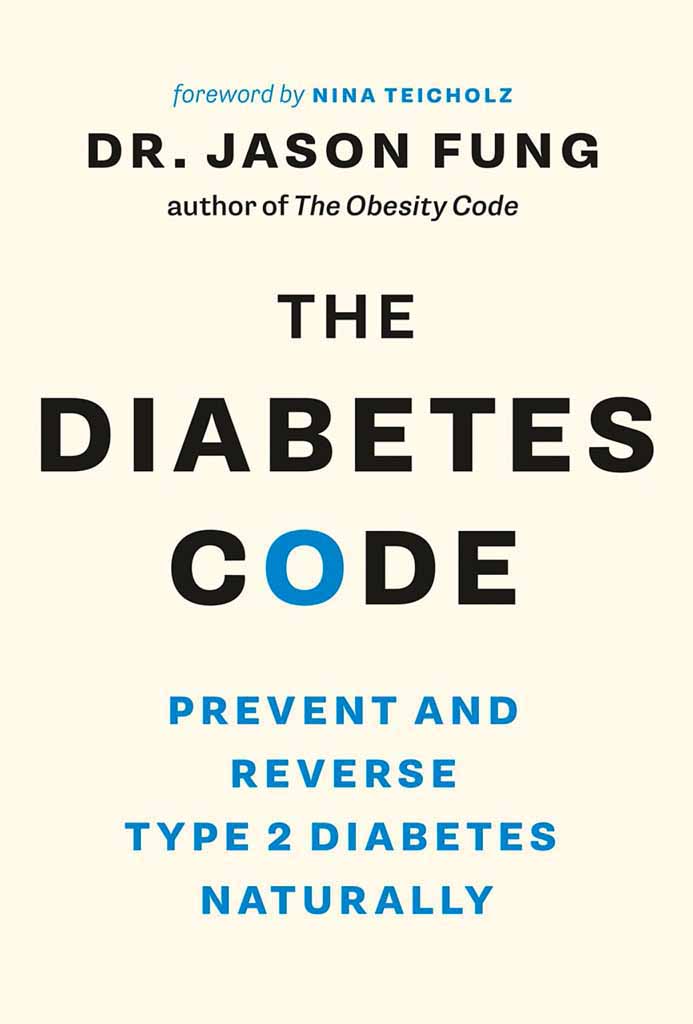 foreword by NINA TEICHOLZ
DR. JASON FUNG
author of The Obesity Code
THE
DIABETES
CODE
PREVENT AND
REVERSE
TYPE 2 DIABETES
NATURALLY